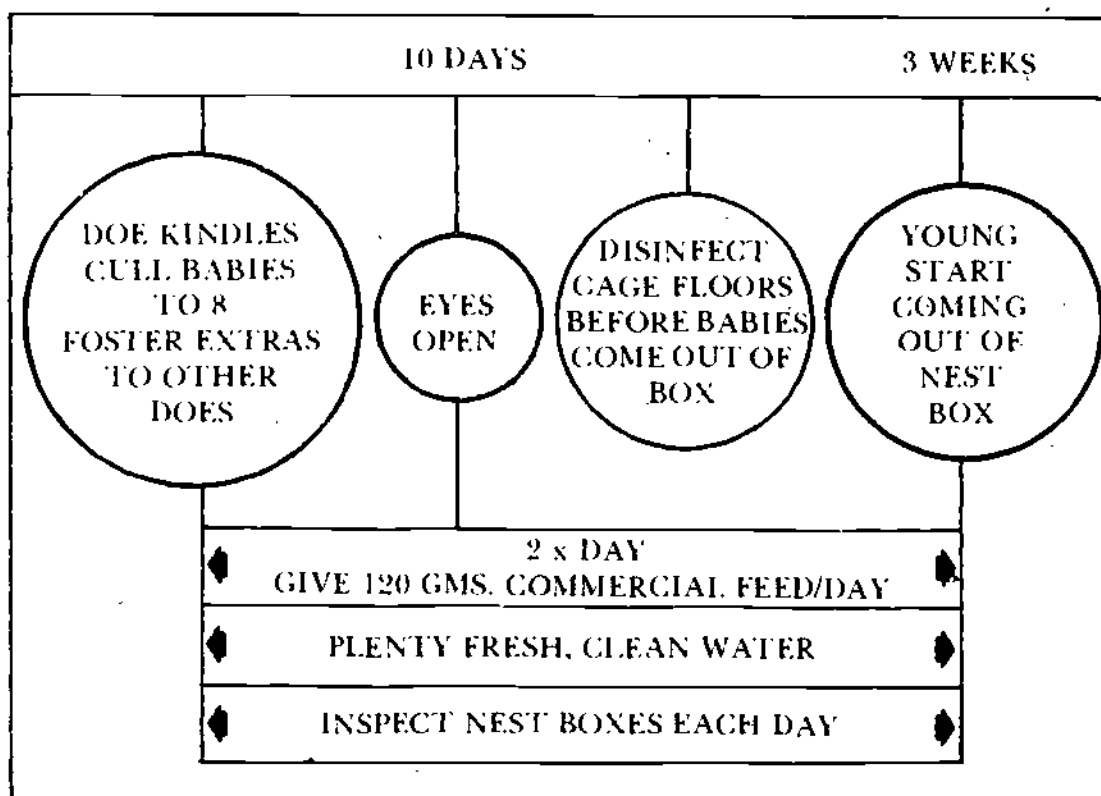 10 DAYS
3 WEEKS
DOE KINDLES
CULL BABIES
TO 8
FOSTER EXTRAS
TO OTHER
DOES
EYES
OPEN
DISINFECT
CAGE FLOORS
BEFORE BABIES
COME OUT OF
BOX
YOUNG
START
COMING
OUT OF
NEST
BOX
2 x DAY
GIVE 120 GMS. COMMERCIAL FEED/DAY
PLENTY FRESH, CLEAN WATER
INSPECT NEST BOXES EACH DAY